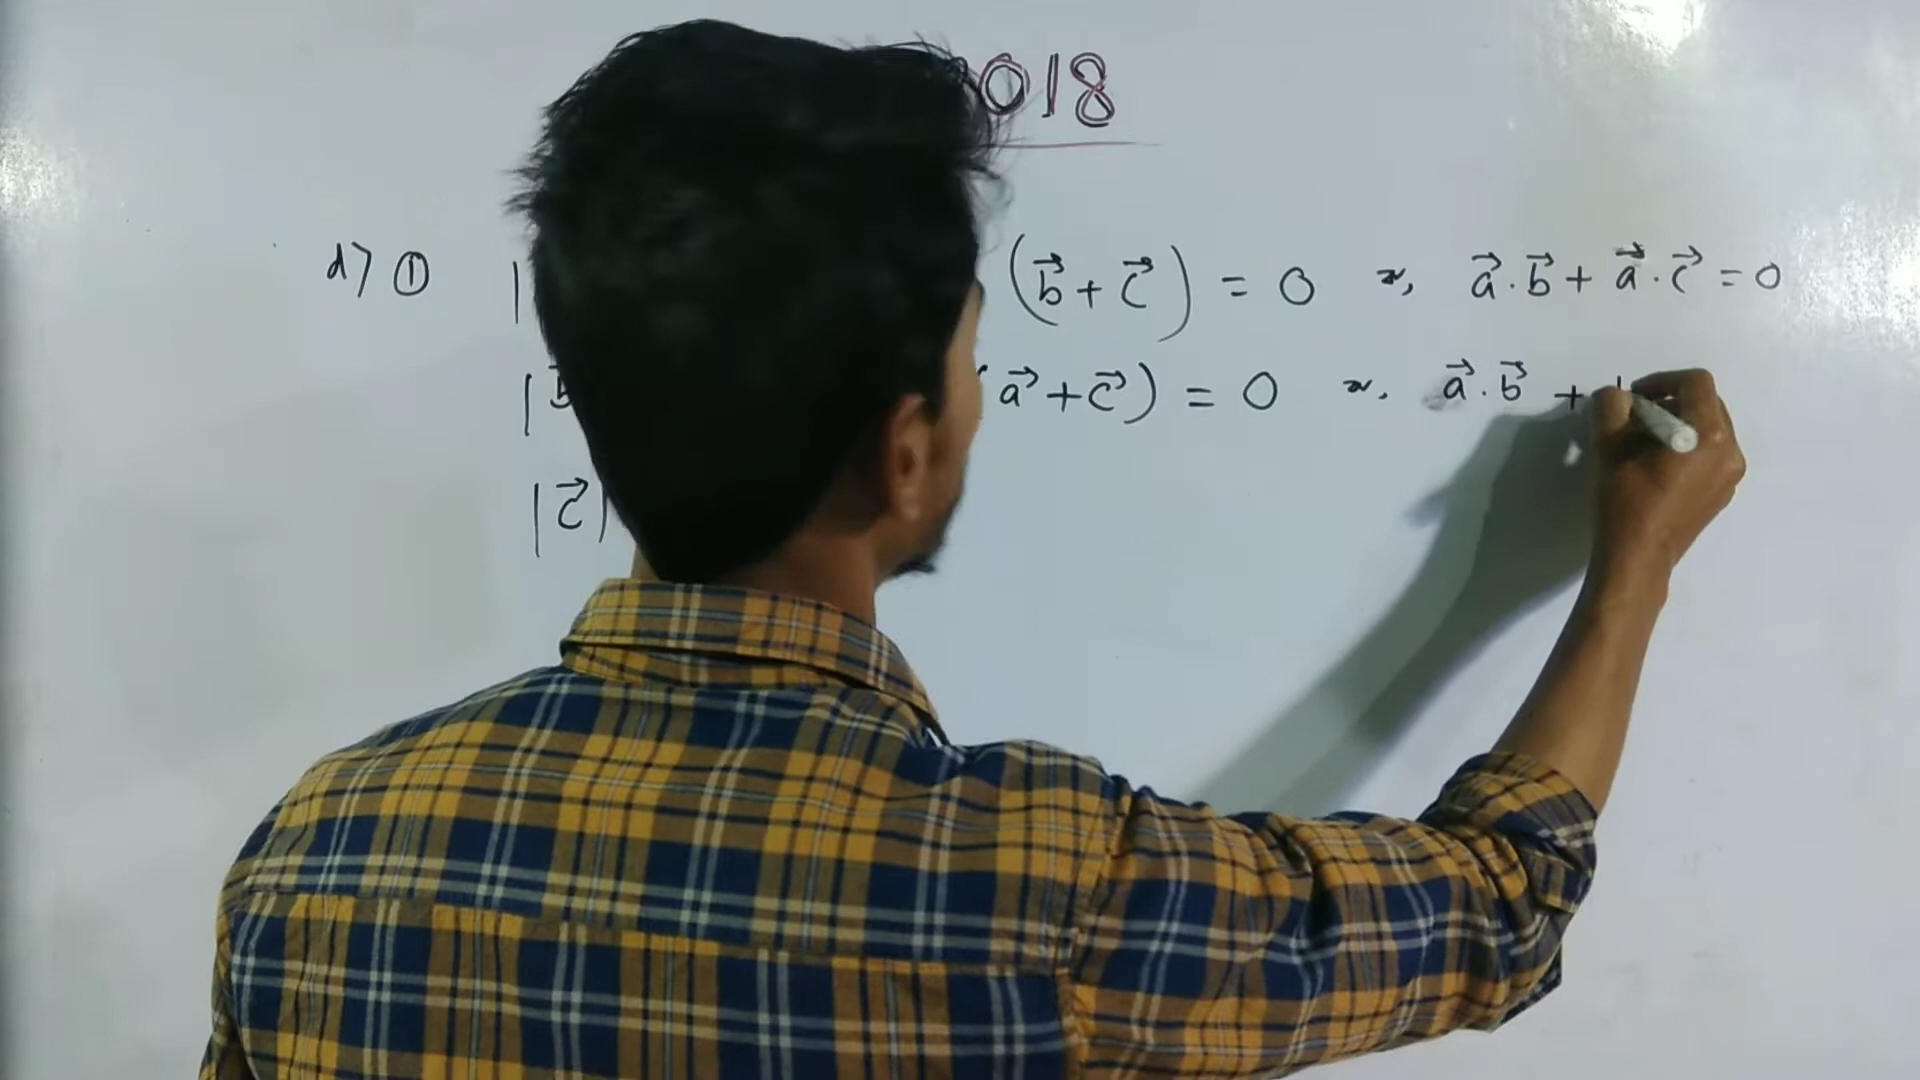 018
d) ① | (b⃗ + c⃗) = 0 a⃗.b⃗ + a⃗.c⃗ = 0
| a⃗ + c⃗) = 0 a⃗.b⃗ +
|c⃗|